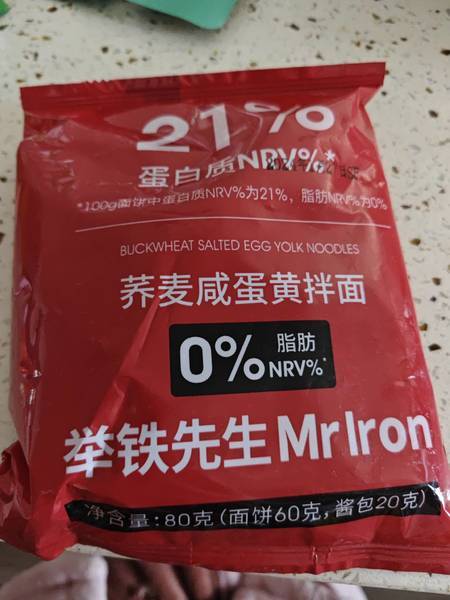 21%
蛋白质NRV%*
*100g面饼中蛋白质NRV%为21%，脂肪NRV%为0%
BUCKWHEAT SALTED EGG YOLK NOODLES
荞麦咸蛋黄拌面
0% 脂肪
NRV%*
举铁先生 Mr Iron
净含量：80克（面饼60克，酱包20克）